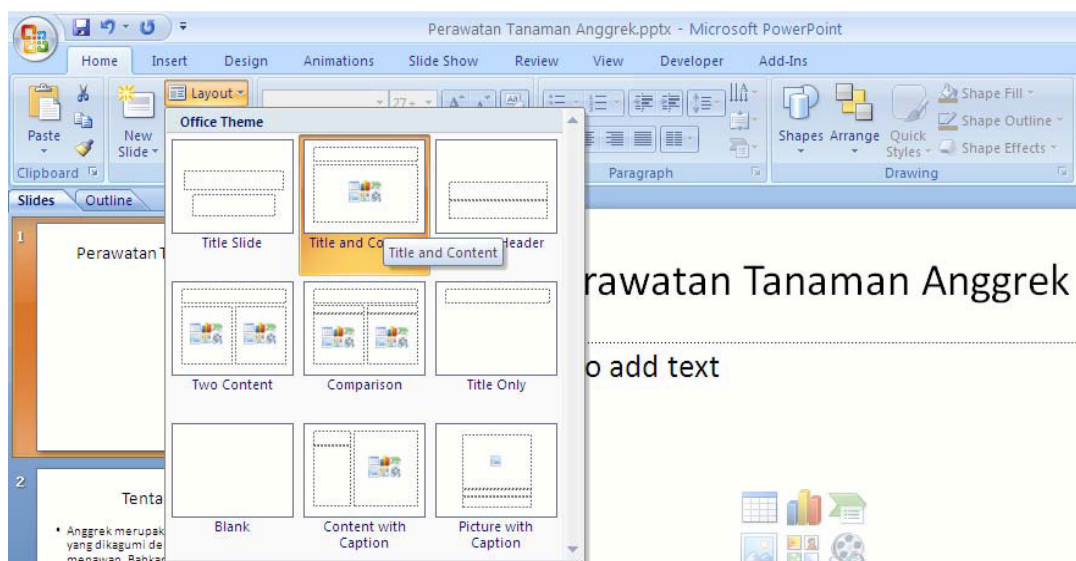 Perawatan Tanaman Anggrek.pptx - Microsoft PowerPoint
Home Insert Design Animations Slide Show Review View Developer Add-Ins
Layout
Paste
New Slide
27+
Shapes Arrange Quick Styles
Shape Fill
Shape Outline
Shape Effects
Clipboard Paragraph Drawing
Office Theme
Title Slide
Title and Co
Header
Title and Content
Two Content Comparison Title Only
Blank
Content with Caption
Picture with Caption
Slides Outline
1
Perawatan T
2
Tenta
• Anggrek merupak
yang dikagumi de
menawan. Bahkan
rawatan Tanaman Anggrek
o add text